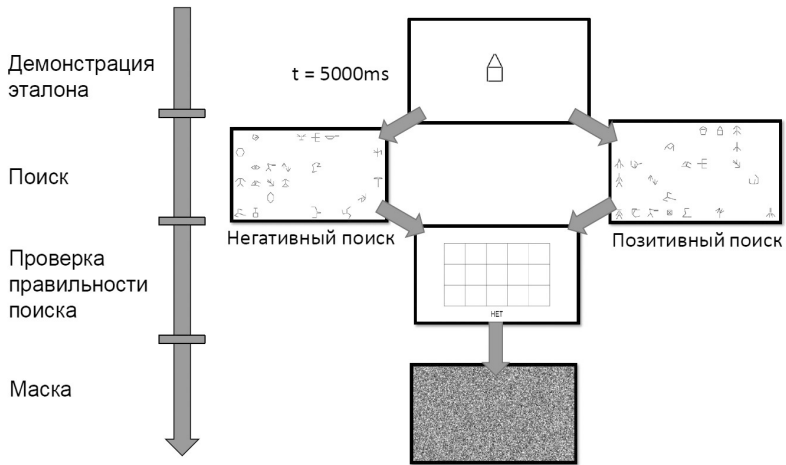 Демонстрация
эталона
t = 5000ms
Поиск
Негативный поиск
Позитивный поиск
Проверка
правильности
поиска
НЕТ
Маска